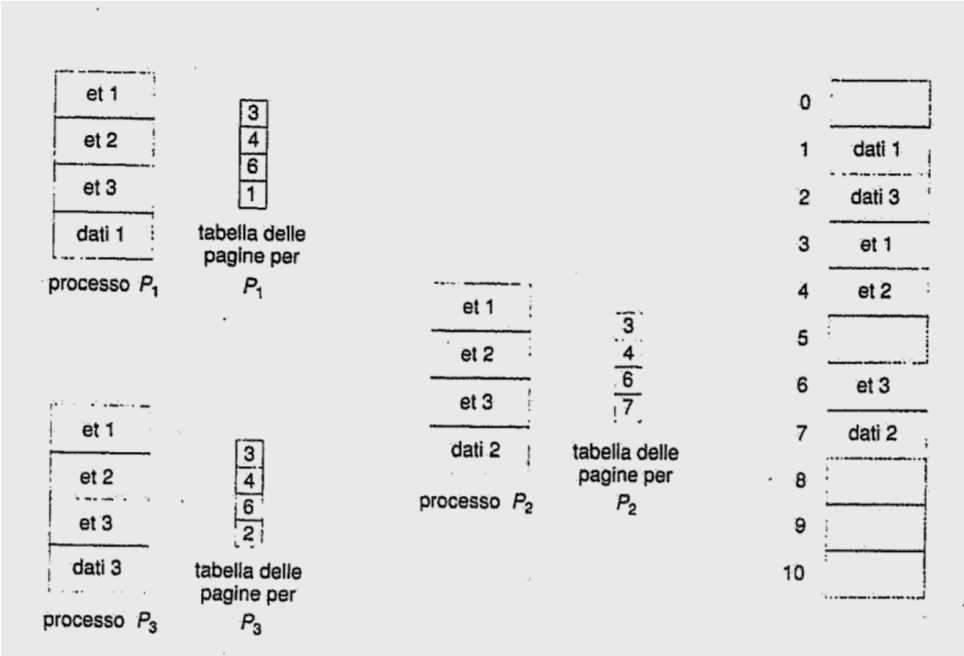 et 1
et 2
et 3
dati 1
processo P1
3
4
6
1
tabella delle
pagine per
P1
et 1
et 2
et 3
dati 2
processo P2
3
4
6
7
tabella delle
pagine per
P2
et 1
et 2
et 3
dati 3
processo P3
3
4
6
2
tabella delle
pagine per
P3
0
1 dati 1
2 dati 3
3 et 1
4 et 2
5
6 et 3
7 dati 2
8
9
10